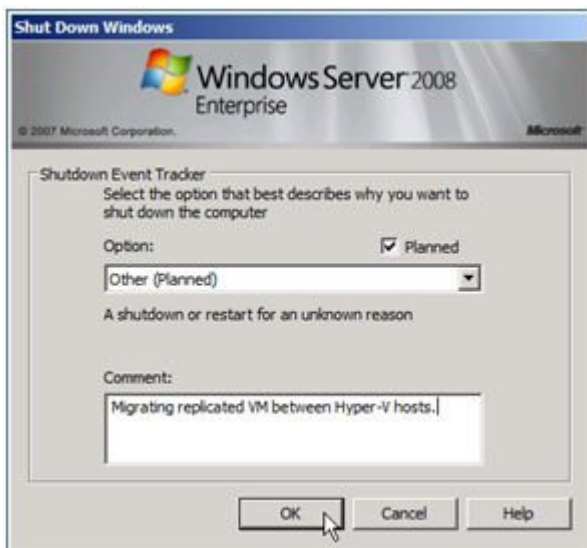 Shut Down Windows
Windows Server 2008
Enterprise
© 2007 Microsoft Corporation.
Microsoft
Shutdown Event Tracker
Select the option that best describes why you want to
shut down the computer
Option:
Planned
Other (Planned)
A shutdown or restart for an unknown reason
Comment:
Migrating replicated VM between Hyper-V hosts.
OK
Cancel
Help